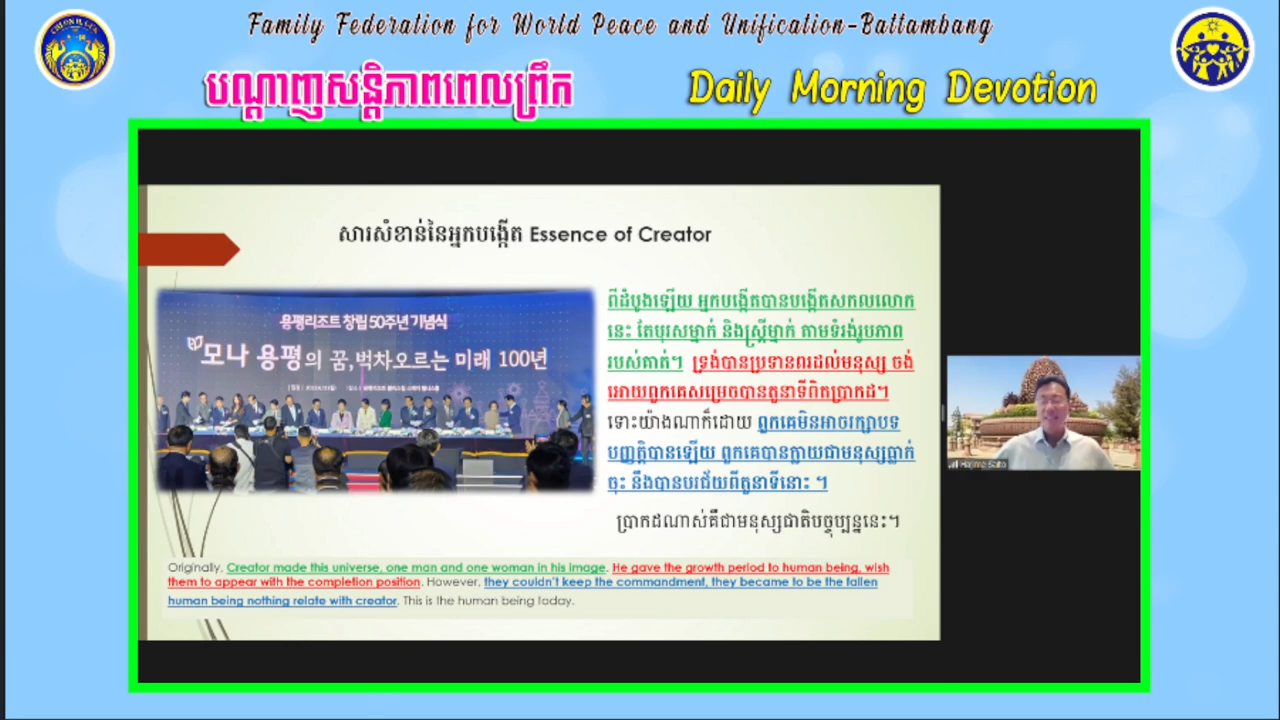 Family Federation for World Peace and Unification-Battambang
បណ្តាញសន្តិភាពពេលព្រឹក
Daily Morning Devotion
សារសំខាន់នៃអ្នកបង្កើត Essence of Creator
용평리조트 창립 50주년 기념식
모나 용평의 꿈, 벅차오르는 미래 100년
ពីដំបូងឡើយ អ្នកបង្កើតបានបង្កើតសកលលោក
នេះ តែបុរសម្នាក់ និងស្ត្រីម្នាក់ តាមទំរង់រូបភាព
របស់គាត់។ ទ្រង់បានប្រទានពរដល់មនុស្ស ចង់
អោយពួកគេសម្រេចបានតួនាទីពិតប្រាកដ។
ទោះយ៉ាងណាក៏ដោយ ពួកគេមិនអាចរក្សាបទ
បញ្ញត្តិបានឡើយ ពួកគេបានក្លាយជាមនុស្សធ្លាក់
ចុះ នឹងបានបរជ័យពីតួនាទីនោះ ។
ប្រាកដណាស់គឺជាមនុស្សជាតិបច្ចុប្បន្ននេះ។
Originally, Creator made this universe, one man and one woman in his image. He gave the growth period to human being, wish
them to appear with the completion position. However, they couldn't keep the commandment, they became to be the fallen
human being nothing relate with creator. This is the human being today.
Hajime Saito